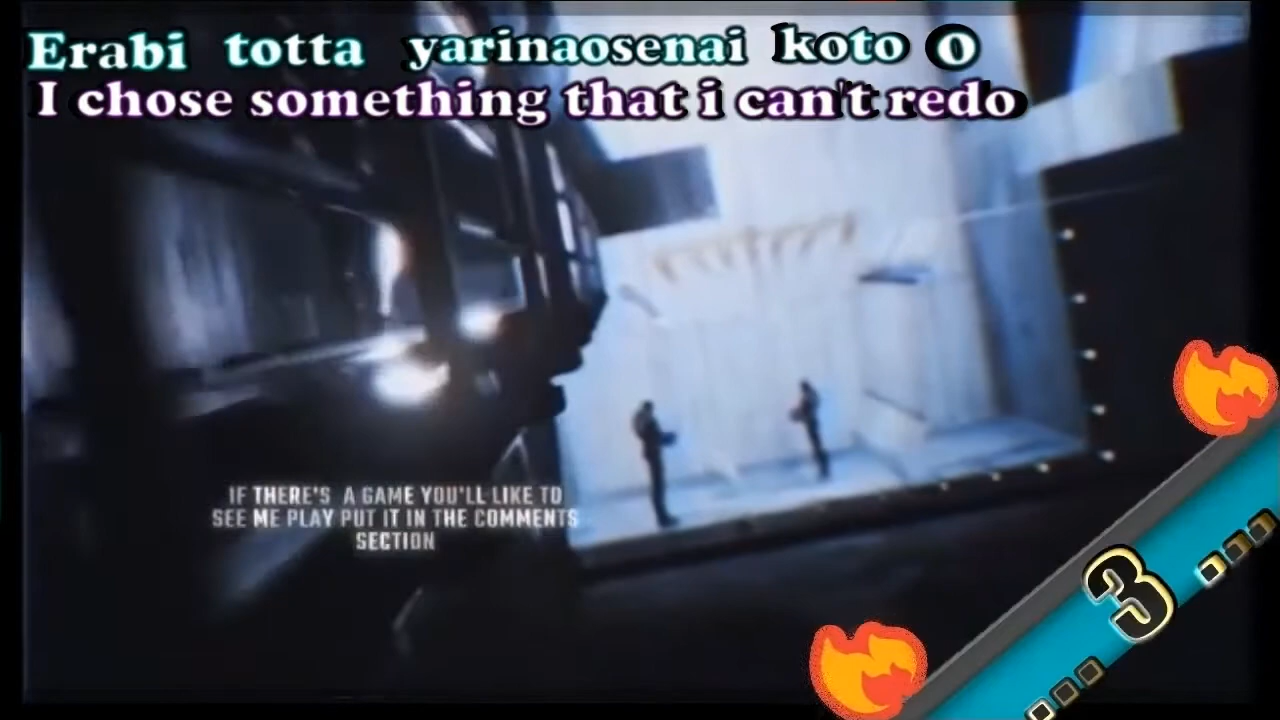 Erabi totta yarinaosenai koto o
I chose something that i can't redo
IF THERE'S A GAME YOU'LL LIKE TO
SEE ME PLAY PUT IT IN THE COMMENTS
SECTION
3